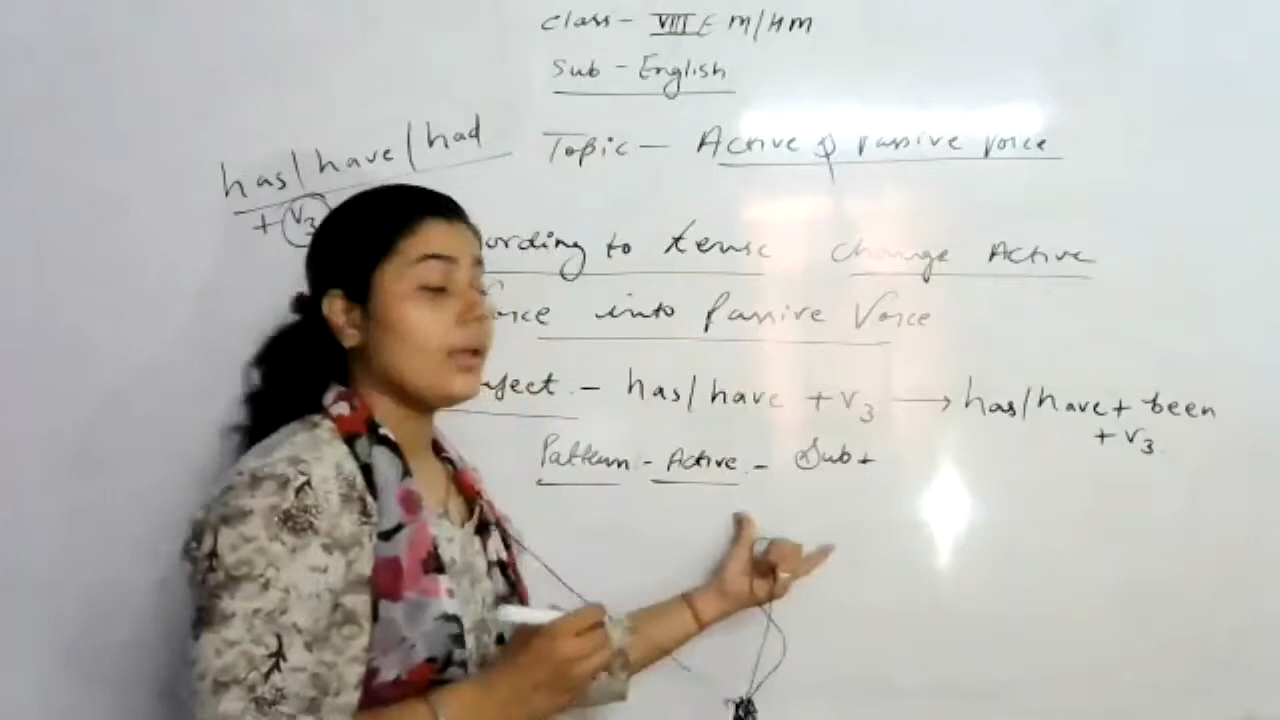 Class - VIII E M/HM
Sub - English
Topic - Active & passive voice
has/have/had
+ V3
ording to tense change Active
oice into Passive Voice
fect - has/have + V3 → has/have + been
+ V3
Pattern - Active - Sub +